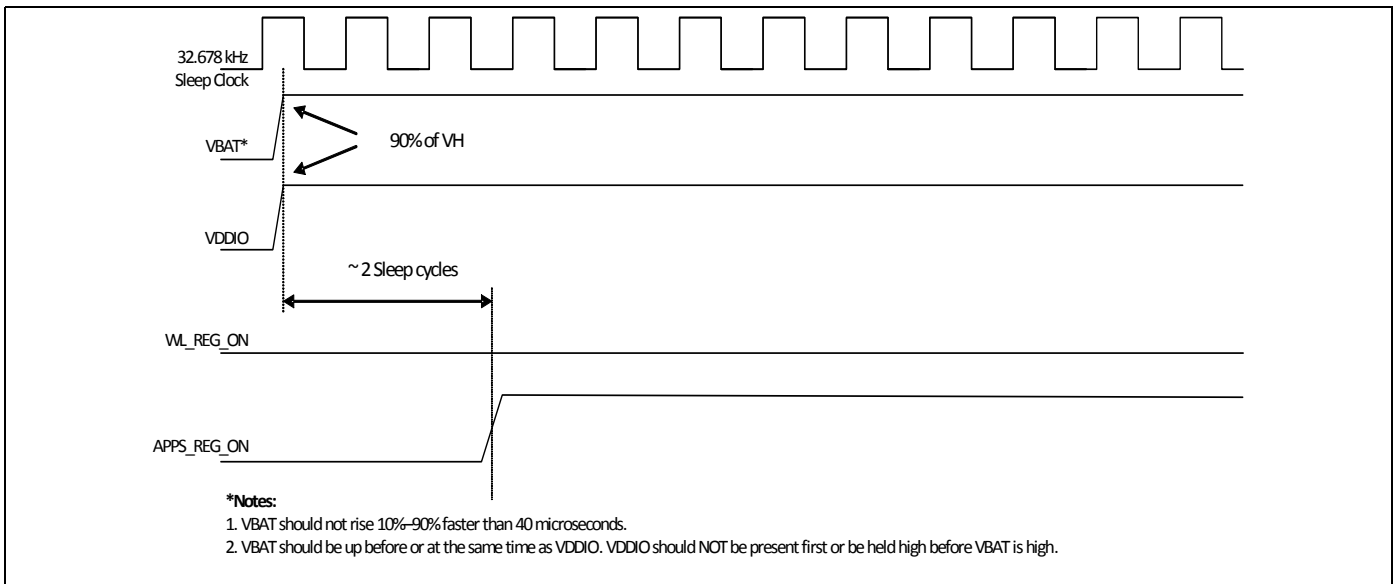 32.678 kHz
Sleep Clock
90% of VH
VBAT*
VDDIO
~ 2 Sleep cycles
WL_REG_ON
APPS_REG_ON
*Notes:
1. VBAT should not rise 10%–90% faster than 40 microseconds.
2. VBAT should be up before or at the same time as VDDIO. VDDIO should NOT be present first or be held high before VBAT is high.